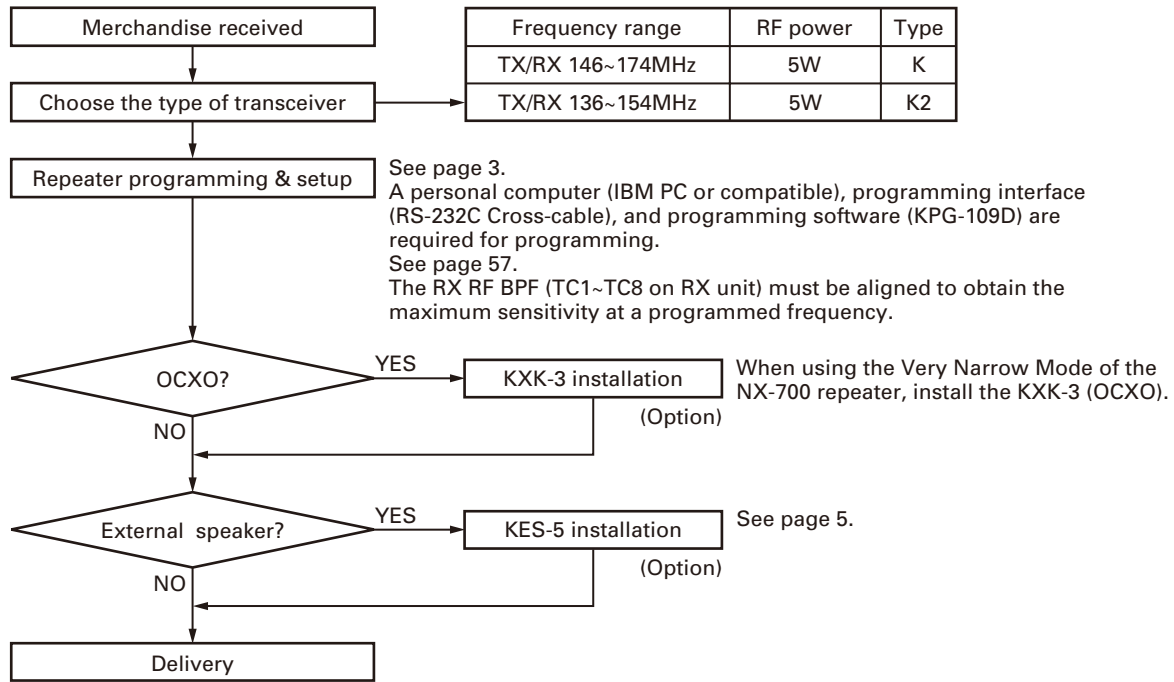 Merchandise received
Frequency range RF power Type
TX/RX 146~174MHz 5W K
Choose the type of transceiver
TX/RX 136~154MHz 5W K2
Repeater programming & setup
See page 3.
A personal computer (IBM PC or compatible), programming interface
(RS-232C Cross-cable), and programming software (KPG-109D) are
required for programming.
See page 57.
The RX RF BPF (TC1~TC8 on RX unit) must be aligned to obtain the
maximum sensitivity at a programmed frequency.
OCXO?
YES
KXK-3 installation
(Option)
When using the Very Narrow Mode of the
NX-700 repeater, install the KXK-3 (OCXO).
NO
External speaker?
YES
KES-5 installation
(Option)
See page 5.
NO
Delivery